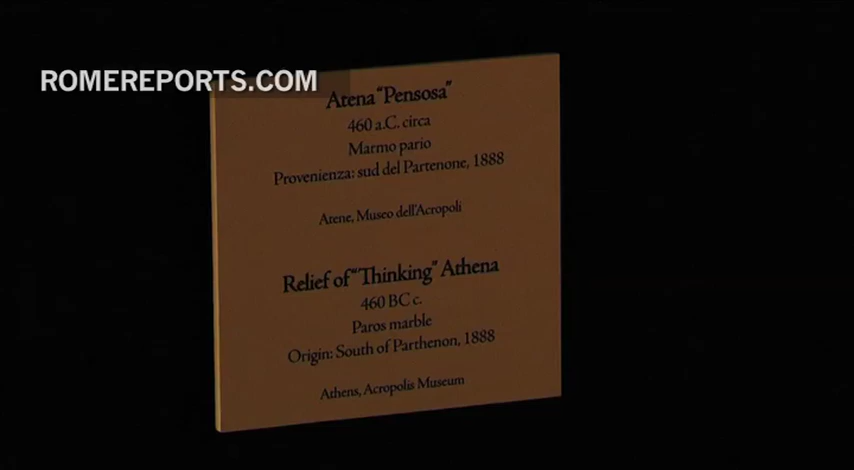 ROMEREPORTS.COM
Atena "Pensosa"
460 a.C. circa
Marmo pario
Provenienza: sud del Partenone, 1888
Atene, Museo dell'Acropoli
Relief of "Thinking" Athena
460 BC c.
Paros marble
Origin: South of Parthenon, 1888
Athens, Acropolis Museum